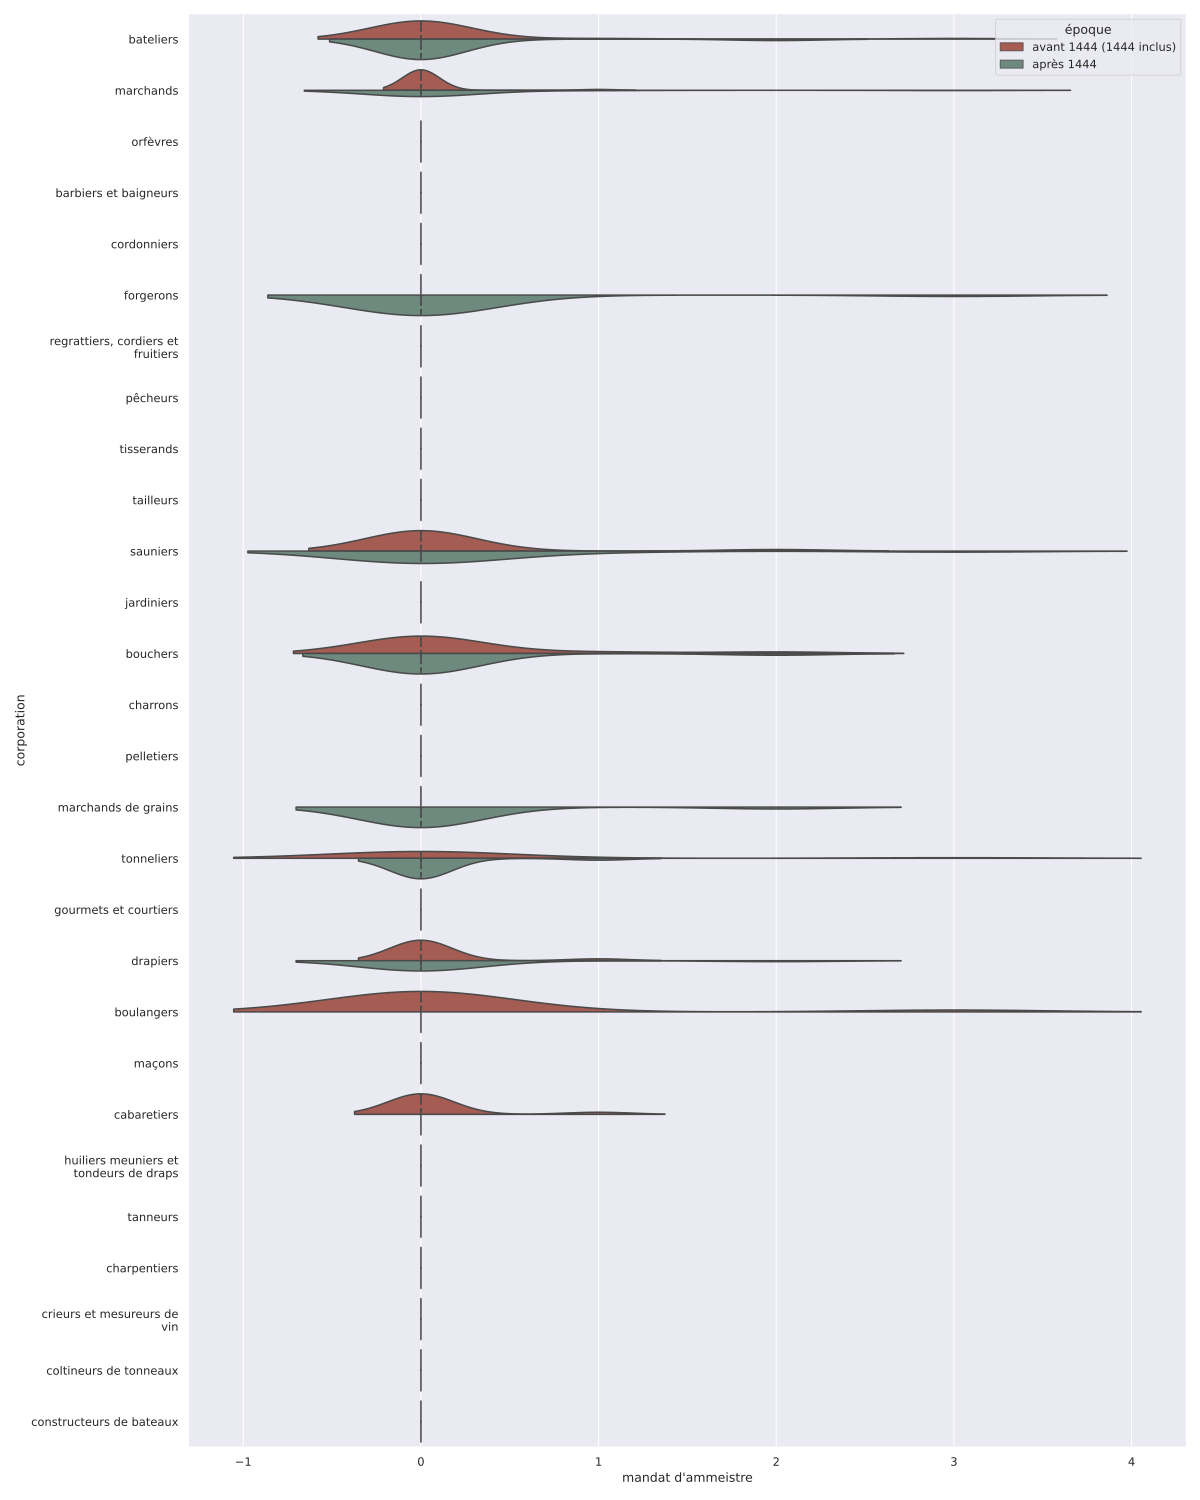 époque
avant 1444 (1444 inclus)
après 1444
bateliers
marchands
orfèvres
barbiers et baigneurs
cordonniers
forgerons
regrattiers, cordiers et
fruitiers
pêcheurs
tisserands
tailleurs
sauniers
jardiniers
bouchers
charrons
pelletiers
marchands de grains
tonneliers
gourmets et courtiers
drapiers
boulangers
maçons
cabaretiers
huiliers meuniers et
tondeurs de draps
tanneurs
charpentiers
crieurs et mesureurs de
vin
coltineurs de tonneaux
constructeurs de bateaux
corporation
−1 0 1 2 3 4
mandat d'ammeistre